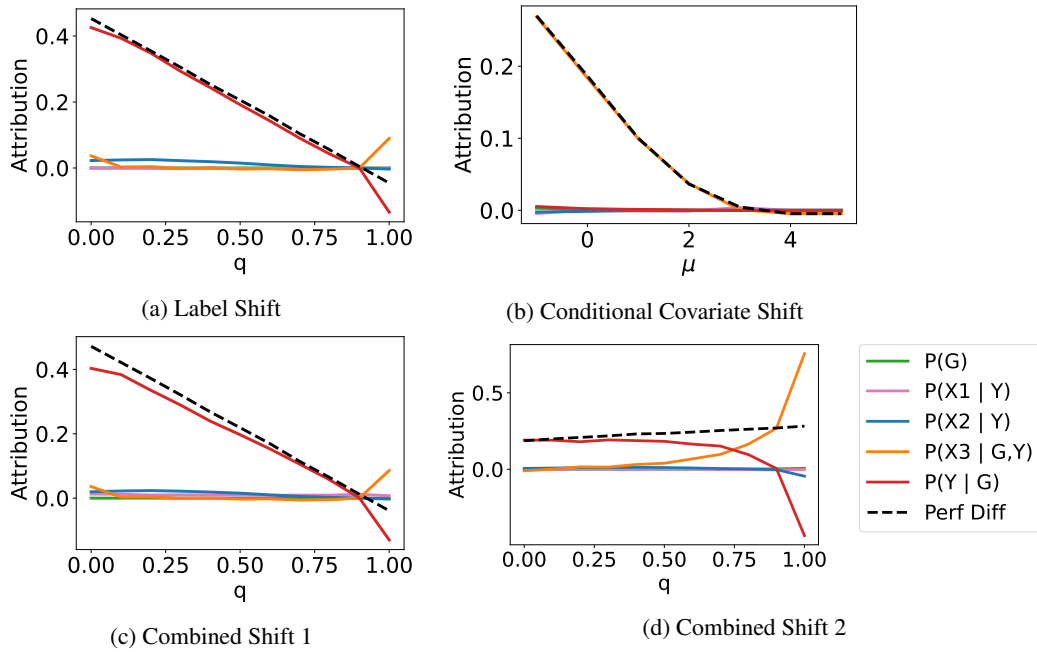 Attribution
0.4
0.2
0.0
0.00 0.25 0.50 0.75 1.00
q
(a) Label Shift
Attribution
0.2
0.1
0.0
0 2 4
μ
(b) Conditional Covariate Shift
Attribution
0.4
0.2
0.0
0.00 0.25 0.50 0.75 1.00
q
(c) Combined Shift 1
Attribution
0.5
0.0
0.00 0.25 0.50 0.75 1.00
q
(d) Combined Shift 2
P(G)
P(X1 | Y)
P(X2 | Y)
P(X3 | G,Y)
P(Y | G)
Perf Diff